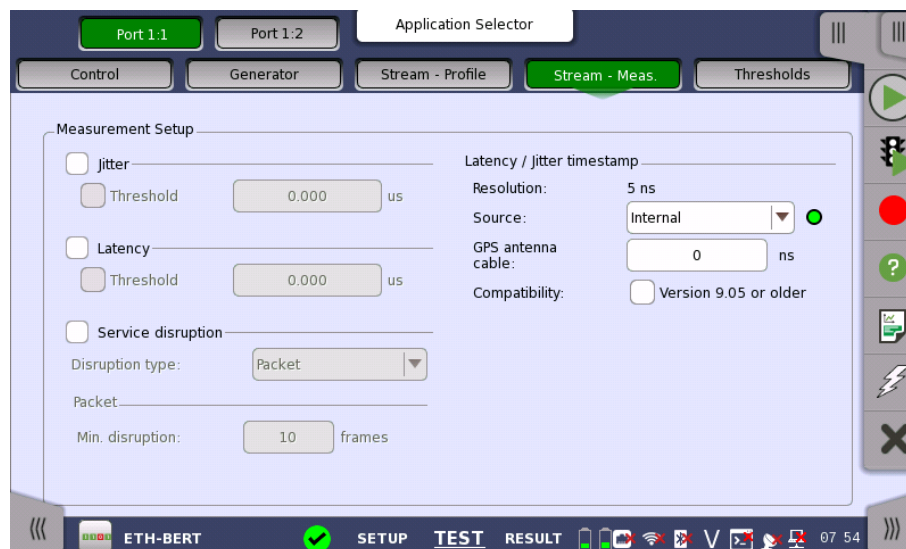 Application Selector
Port 1:1 Port 1:2
Control Generator Stream - Profile Stream - Meas. Thresholds
Measurement Setup
Jitter
Threshold 0.000 us
Latency
Threshold 0.000 us
Service disruption
Disruption type: Packet
Packet
Min. disruption: 10 frames
Latency / Jitter timestamp
Resolution: 5 ns
Source: Internal
GPS antenna
cable: 0 ns
Compatibility: Version 9.05 or older
ETH-BERT SETUP TEST RESULT V 07 54